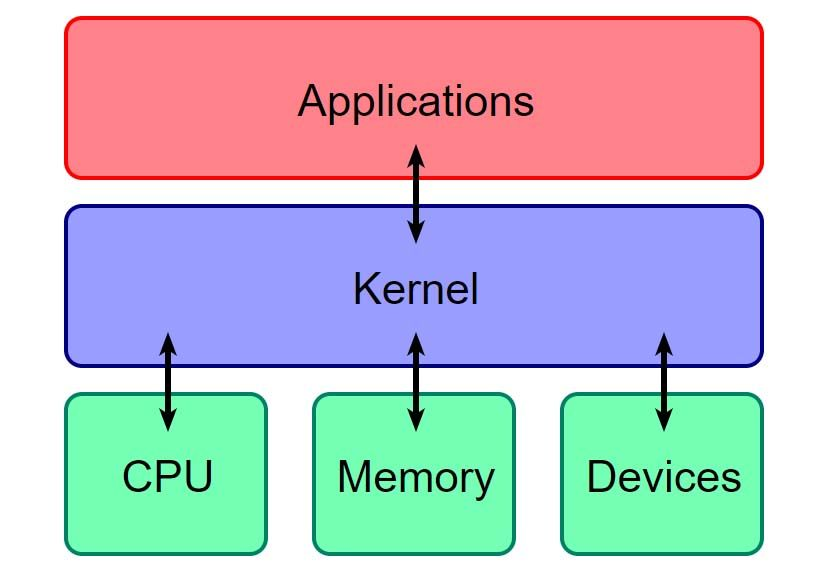 Applications
Kernel
CPU
Memory
Devices